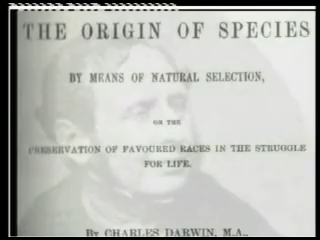 THE ORIGIN OF SPECIES
BY MEANS OF NATURAL SELECTION,
OR THE
PRESERVATION OF FAVOURED RACES IN THE STRUGGLE
FOR LIFE.
BY CHARLES DARWIN, M.A.,